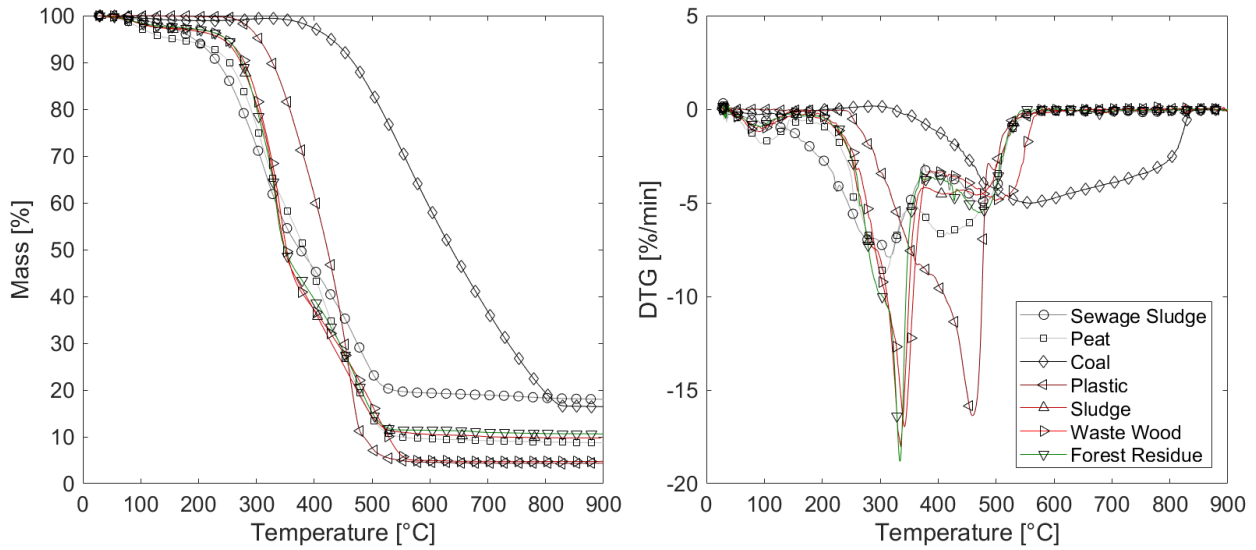 100
90
80
70
60
50
40
30
20
10
0
Mass [%]
0 100 200 300 400 500 600 700 800 900
Temperature [°C]
5
0
-5
-10
-15
-20
DTG [%/min]
0 100 200 300 400 500 600 700 800 900
Temperature [°C]
Sewage Sludge
Peat
Coal
Plastic
Sludge
Waste Wood
Forest Residue